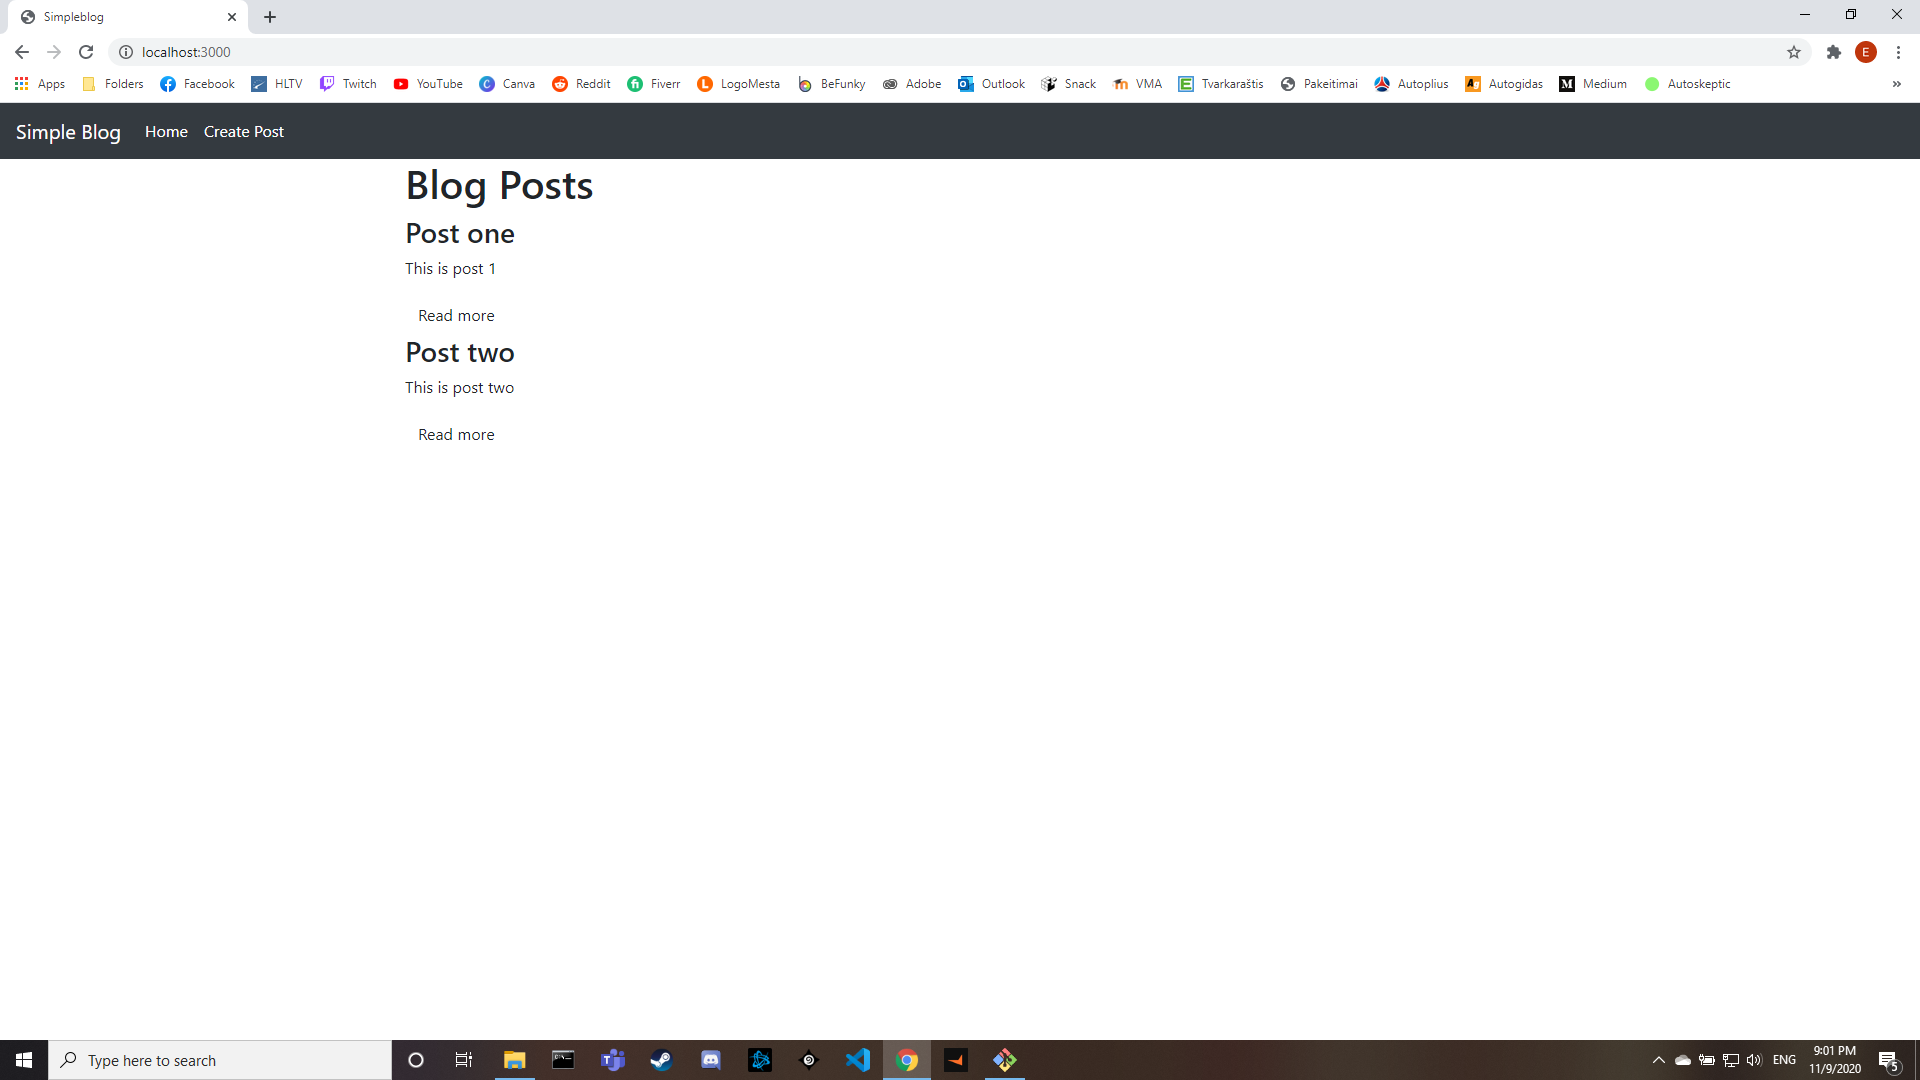 Simpleblog
localhost:3000
Apps Folders Facebook HLTV Twitch YouTube Canva Reddit Fiverr LogoMesta BeFunky Adobe Outlook Snack VMA Tvarkaraštis Pakeitimai Autoplius Autogidas Medium Autoskeptic »
Simple Blog Home Create Post
Blog Posts
Post one
This is post 1
Read more
Post two
This is post two
Read more
Type here to search
ENG
9:01 PM
11/9/2020
5